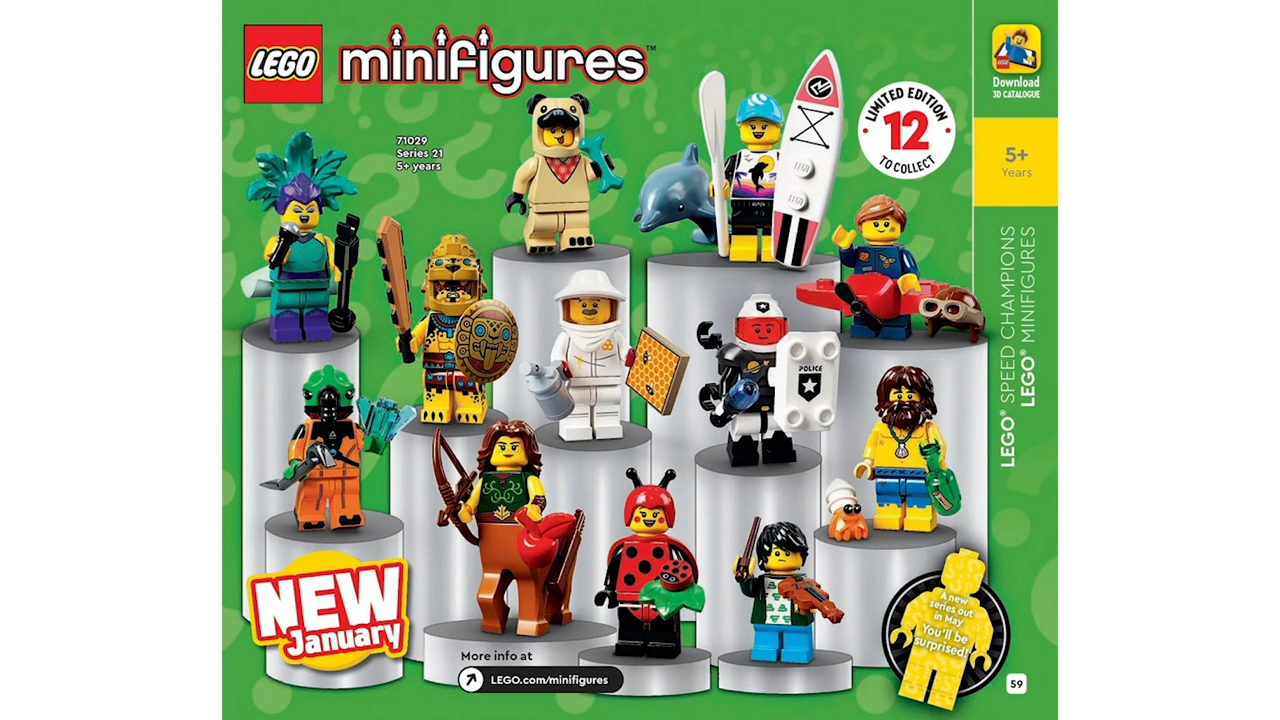 LEGO minifigures™
71029
Series 21
5+ years
LIMITED EDITION
12
TO COLLECT
Download
3D CATALOGUE
5+
Years
LEGO® SPEED CHAMPIONS
LEGO® MINIFIGURES
POLICE
NEW
January
A new
series out
in May
You'll be
surprised!
More info at
LEGO.com/minifigures
59